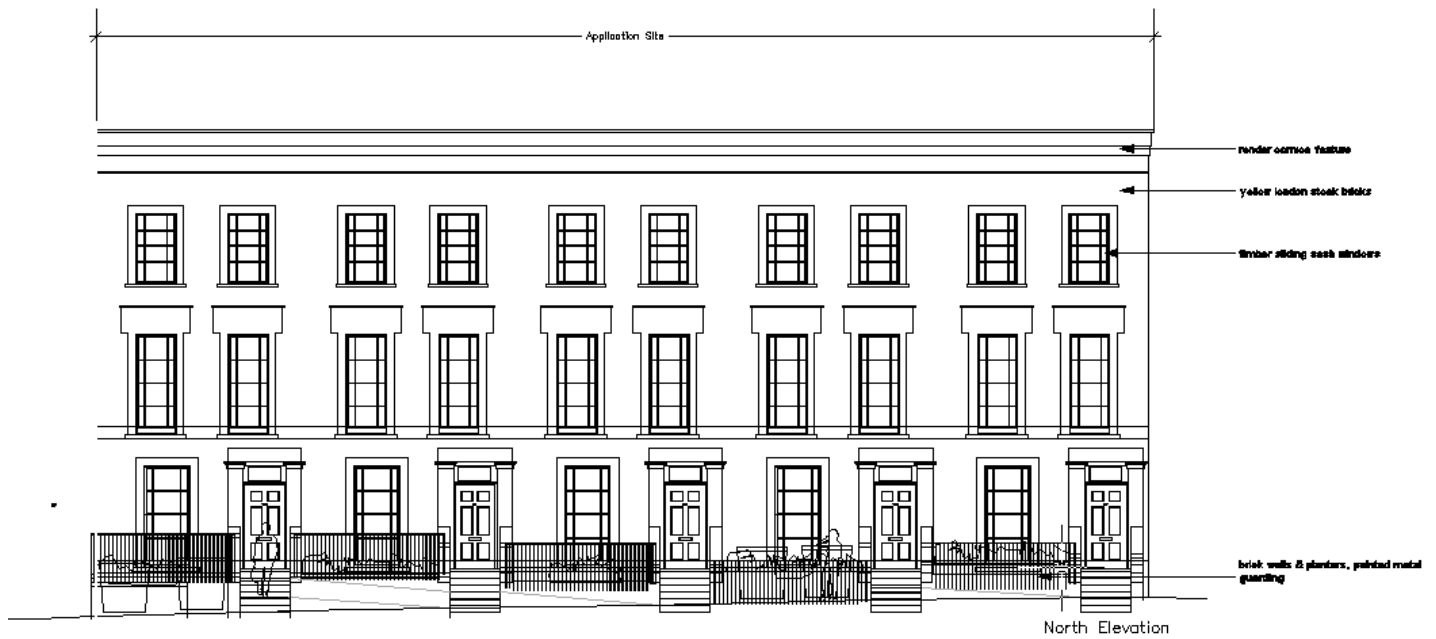 Application Site
render cornice feature
yellow london stock bricks
timber sliding sash windows
brick walls & planters, painted metal
guarding
North Elevation